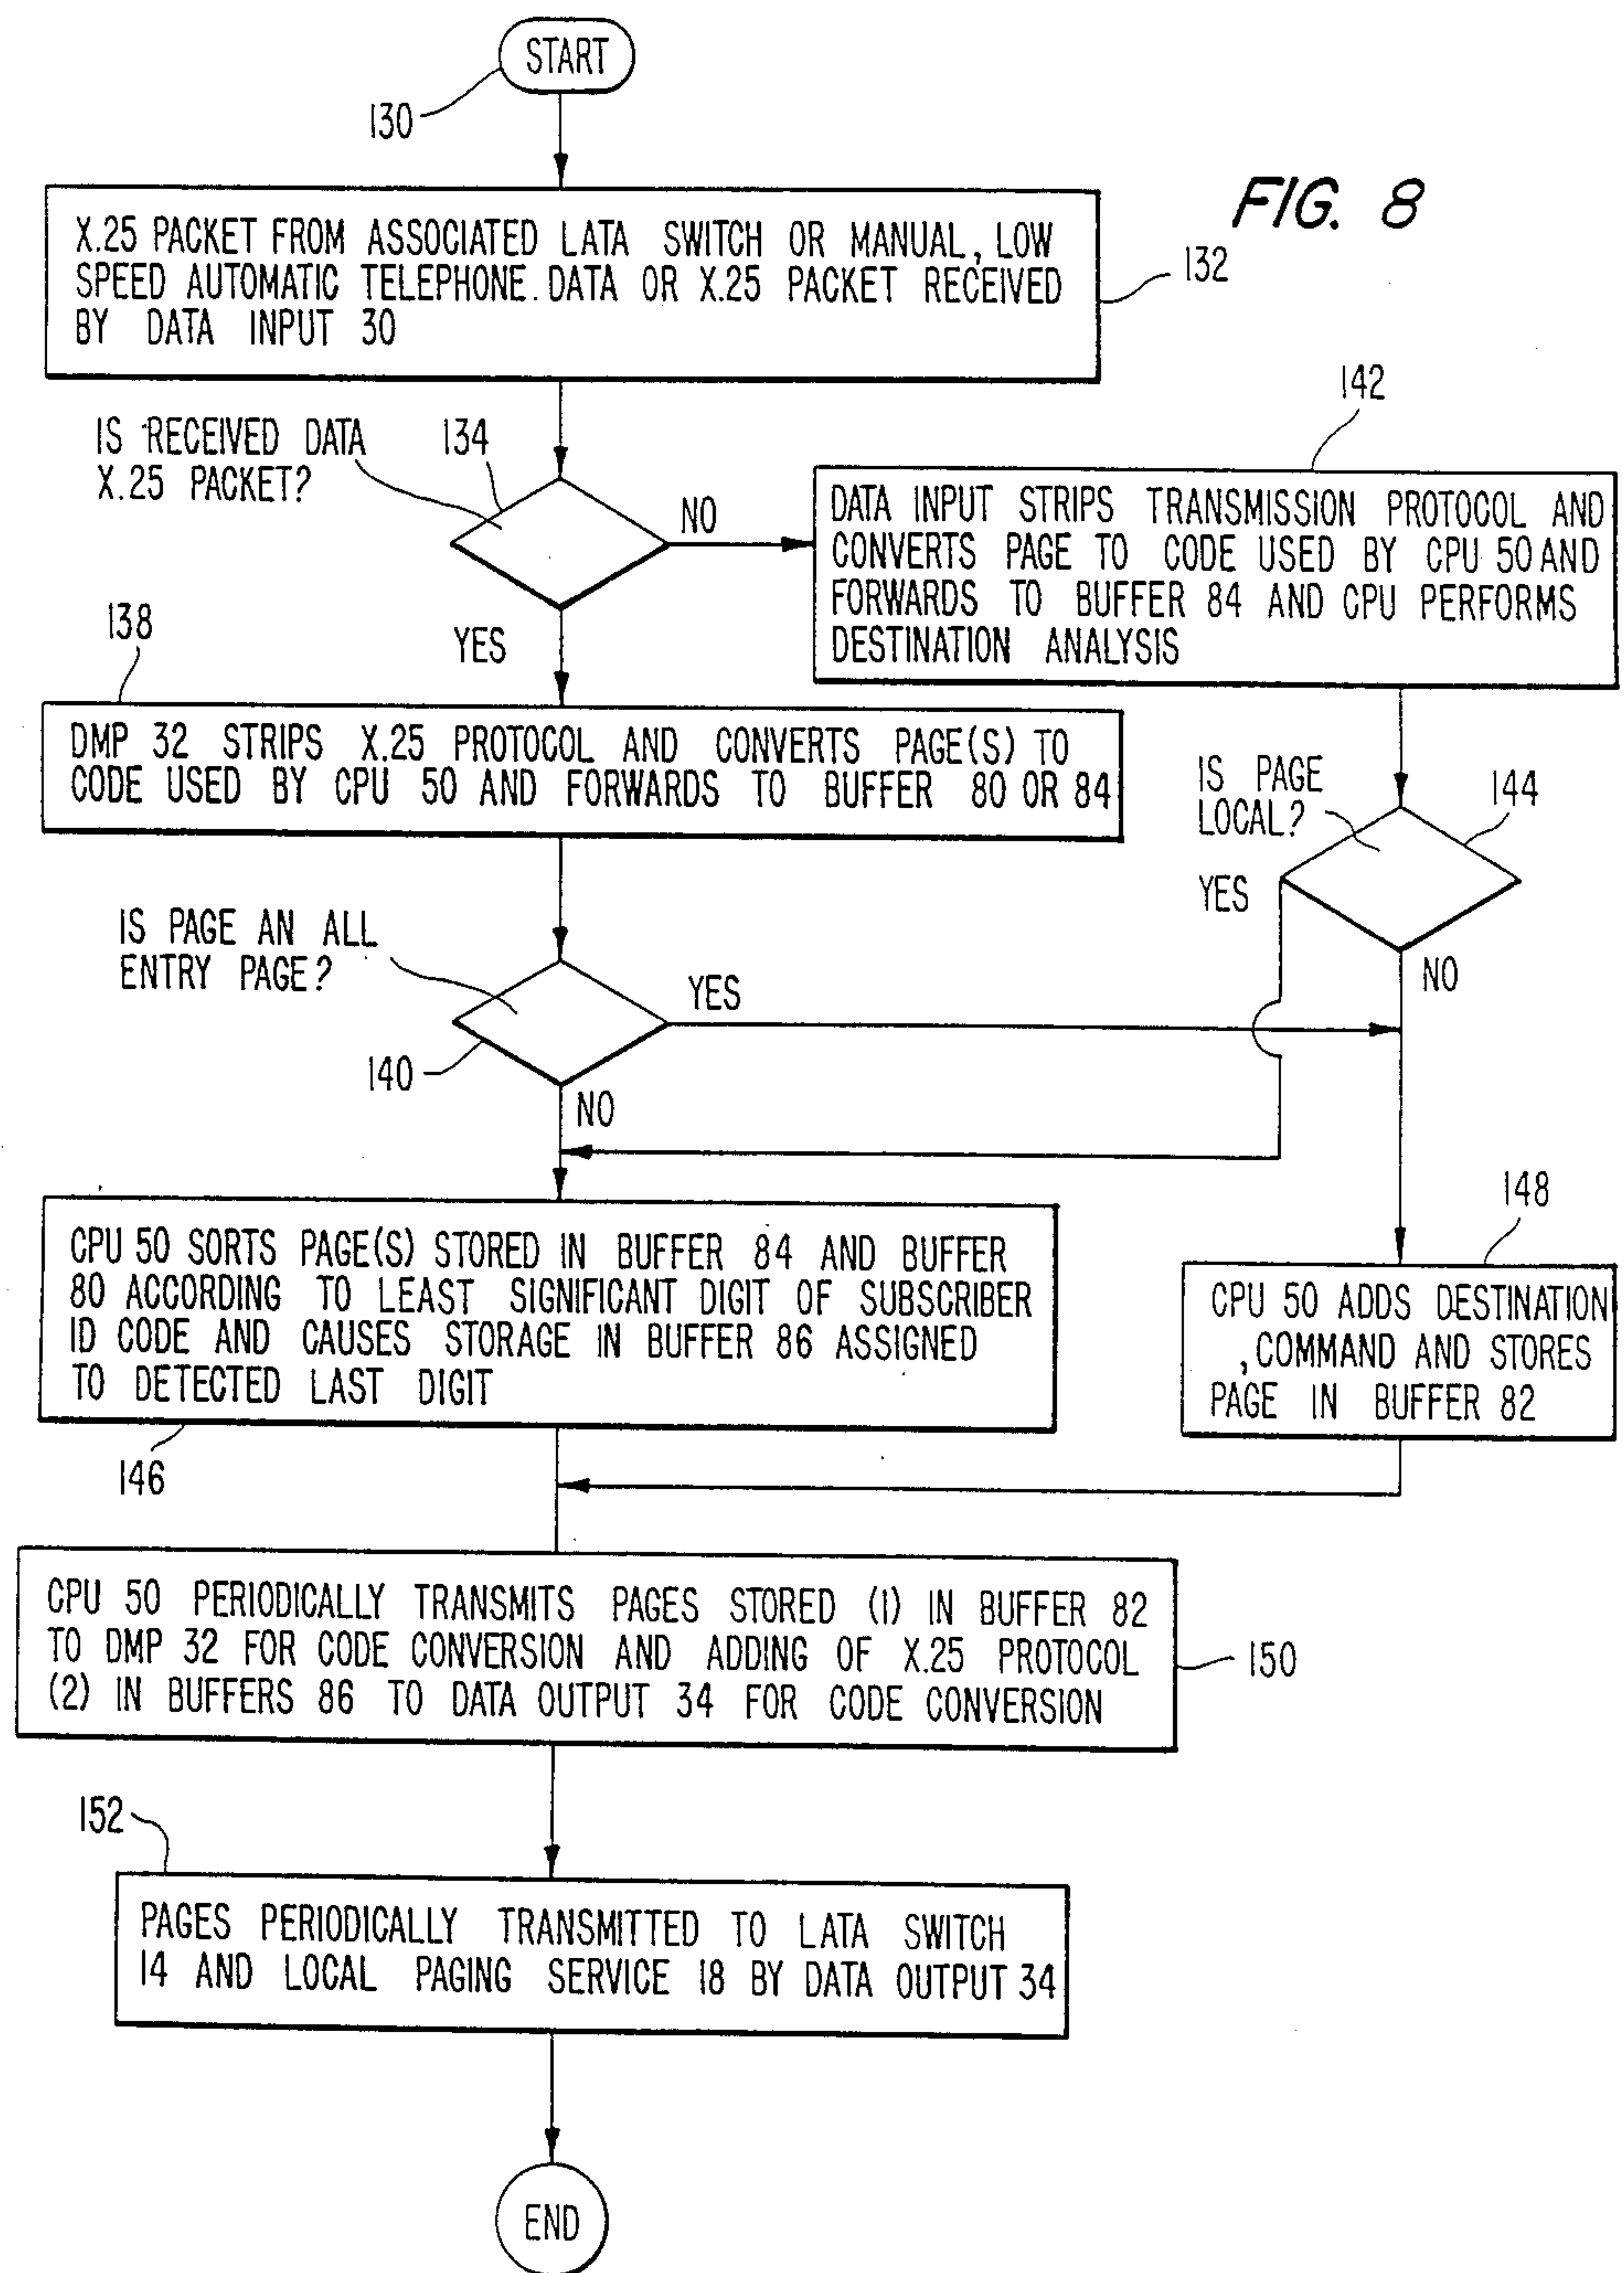 START
130
FIG. 8
X.25 PACKET FROM ASSOCIATED LATA SWITCH OR MANUAL, LOW
SPEED AUTOMATIC TELEPHONE. DATA OR X.25 PACKET RECEIVED
BY DATA INPUT 30
132
IS RECEIVED DATA
X.25 PACKET?
134
NO
YES
142
DATA INPUT STRIPS TRANSMISSION PROTOCOL AND
CONVERTS PAGE TO CODE USED BY CPU 50 AND
FORWARDS TO BUFFER 84 AND CPU PERFORMS
DESTINATION ANALYSIS
138
DMP 32 STRIPS X.25 PROTOCOL AND CONVERTS PAGE(S) TO
CODE USED BY CPU 50 AND FORWARDS TO BUFFER 80 OR 84
IS PAGE
LOCAL?
144
YES
NO
IS PAGE AN ALL
ENTRY PAGE?
YES
140
NO
CPU 50 SORTS PAGE(S) STORED IN BUFFER 84 AND BUFFER
80 ACCORDING TO LEAST SIGNIFICANT DIGIT OF SUBSCRIBER
ID CODE AND CAUSES STORAGE IN BUFFER 86 ASSIGNED
TO DETECTED LAST DIGIT
146
148
CPU 50 ADDS DESTINATION
,COMMAND AND STORES
PAGE IN BUFFER 82
CPU 50 PERIODICALLY TRANSMITS PAGES STORED (1) IN BUFFER 82
TO DMP 32 FOR CODE CONVERSION AND ADDING OF X.25 PROTOCOL
(2) IN BUFFERS 86 TO DATA OUTPUT 34 FOR CODE CONVERSION
150
152
PAGES PERIODICALLY TRANSMITTED TO LATA SWITCH
14 AND LOCAL PAGING SERVICE 18 BY DATA OUTPUT 34
END